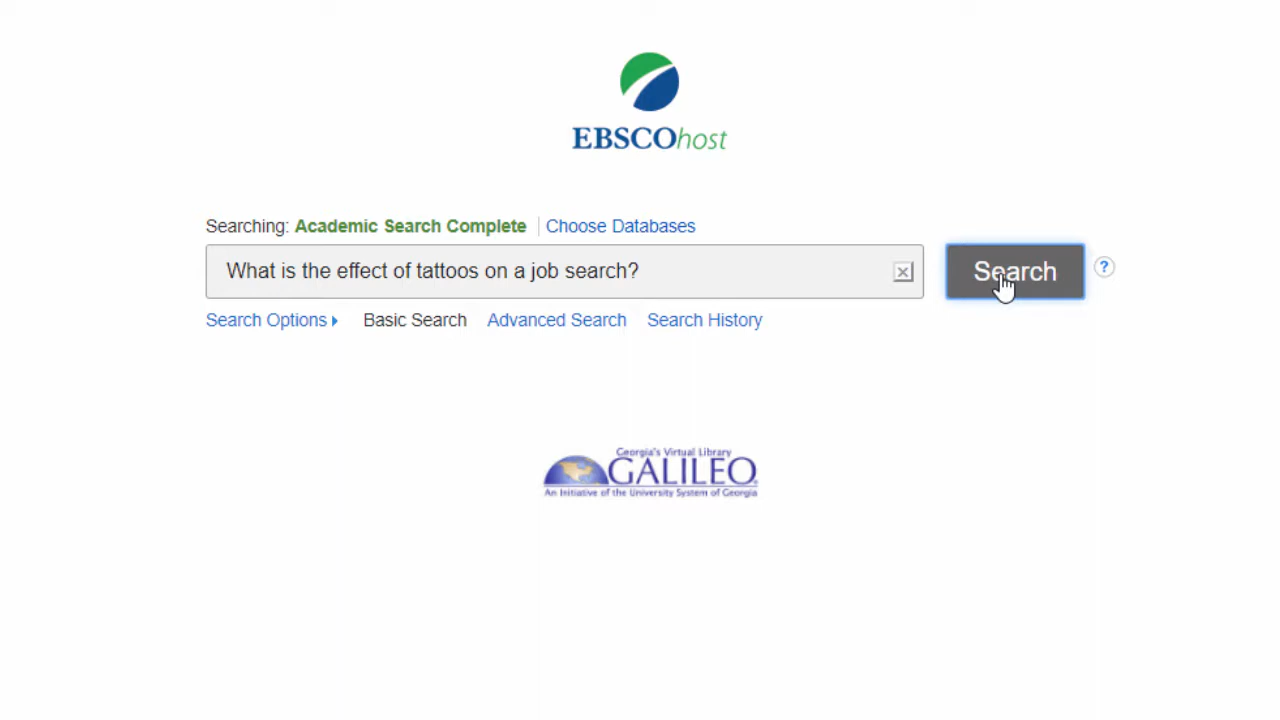 EBSCOhost
Searching: Academic Search Complete Choose Databases
What is the effect of tattoos on a job search?
Search
?
Search Options Basic Search Advanced Search Search History
Georgia's Virtual Library
GALILEO
An Initiative of the University System of Georgia